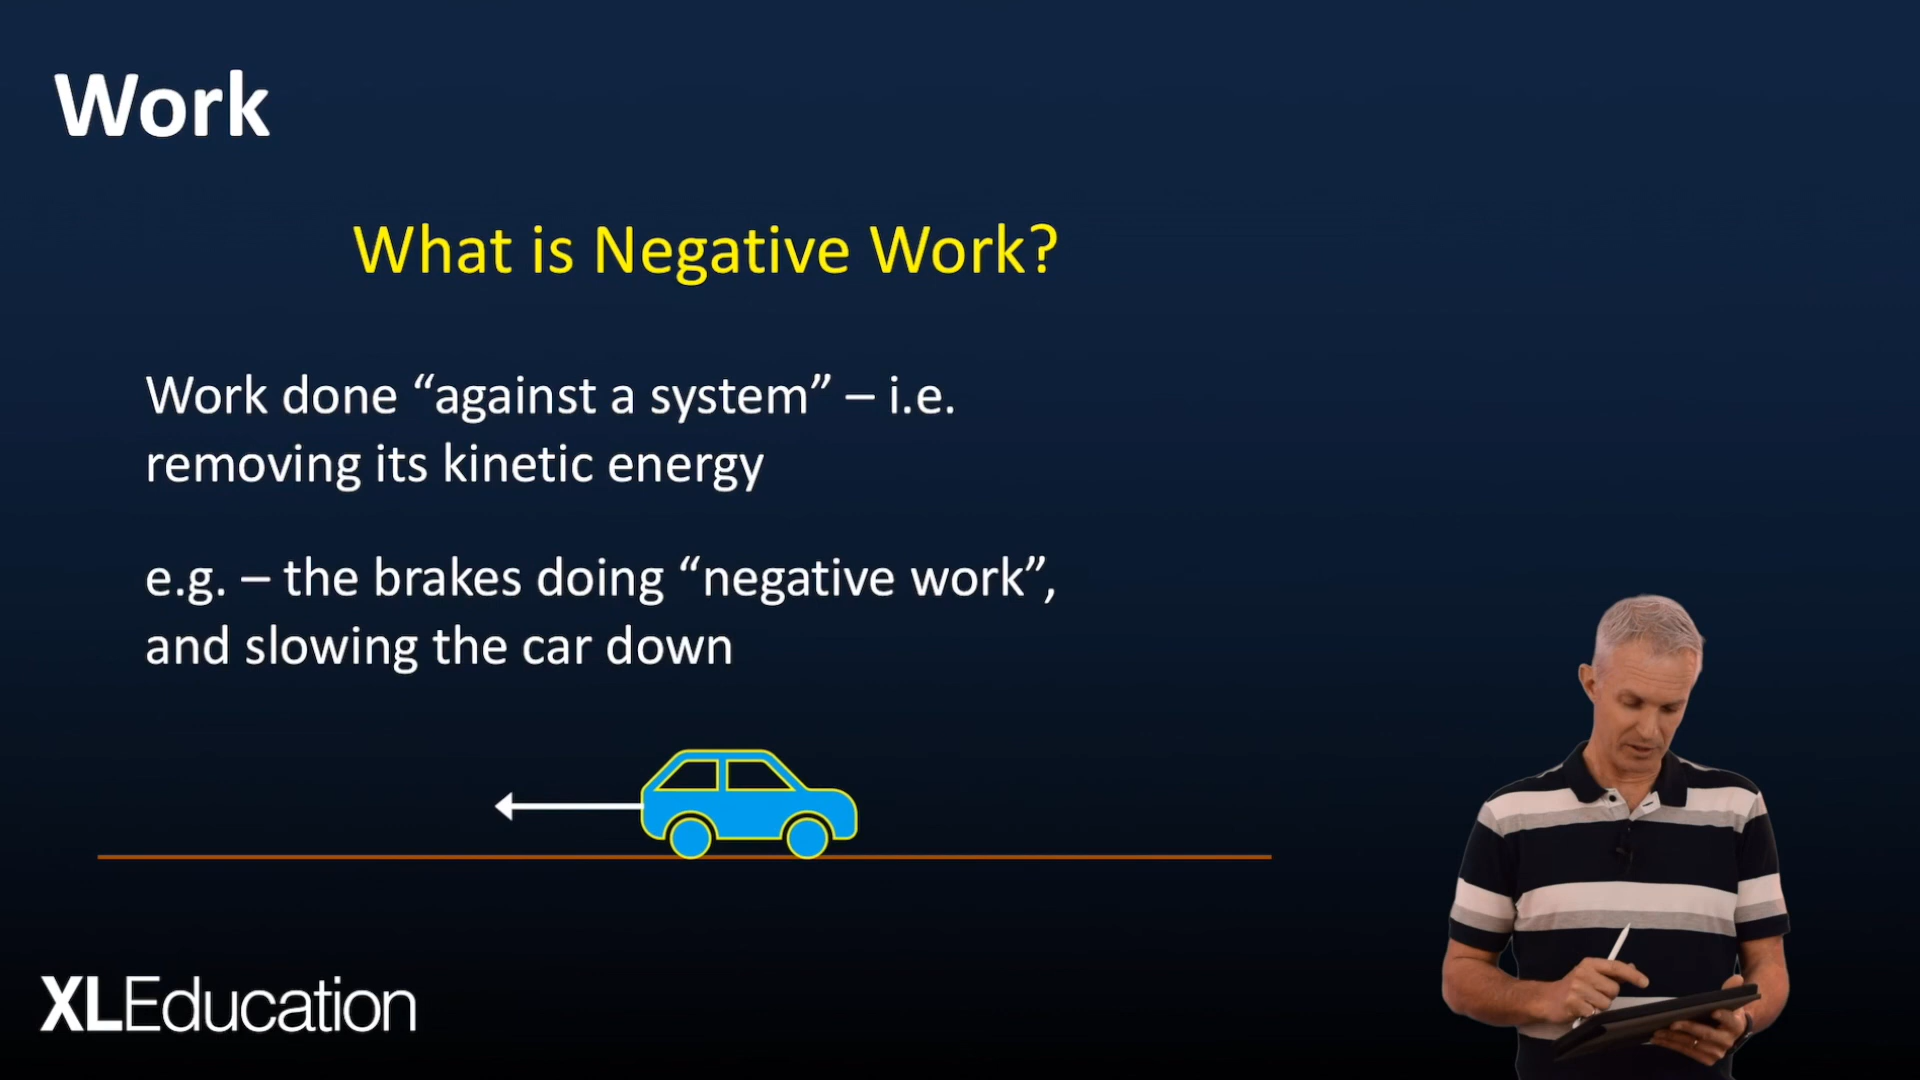 Work
What is Negative Work?
Work done “against a system” – i.e.
removing its kinetic energy
e.g. – the brakes doing “negative work”,
and slowing the car down
XLEducation